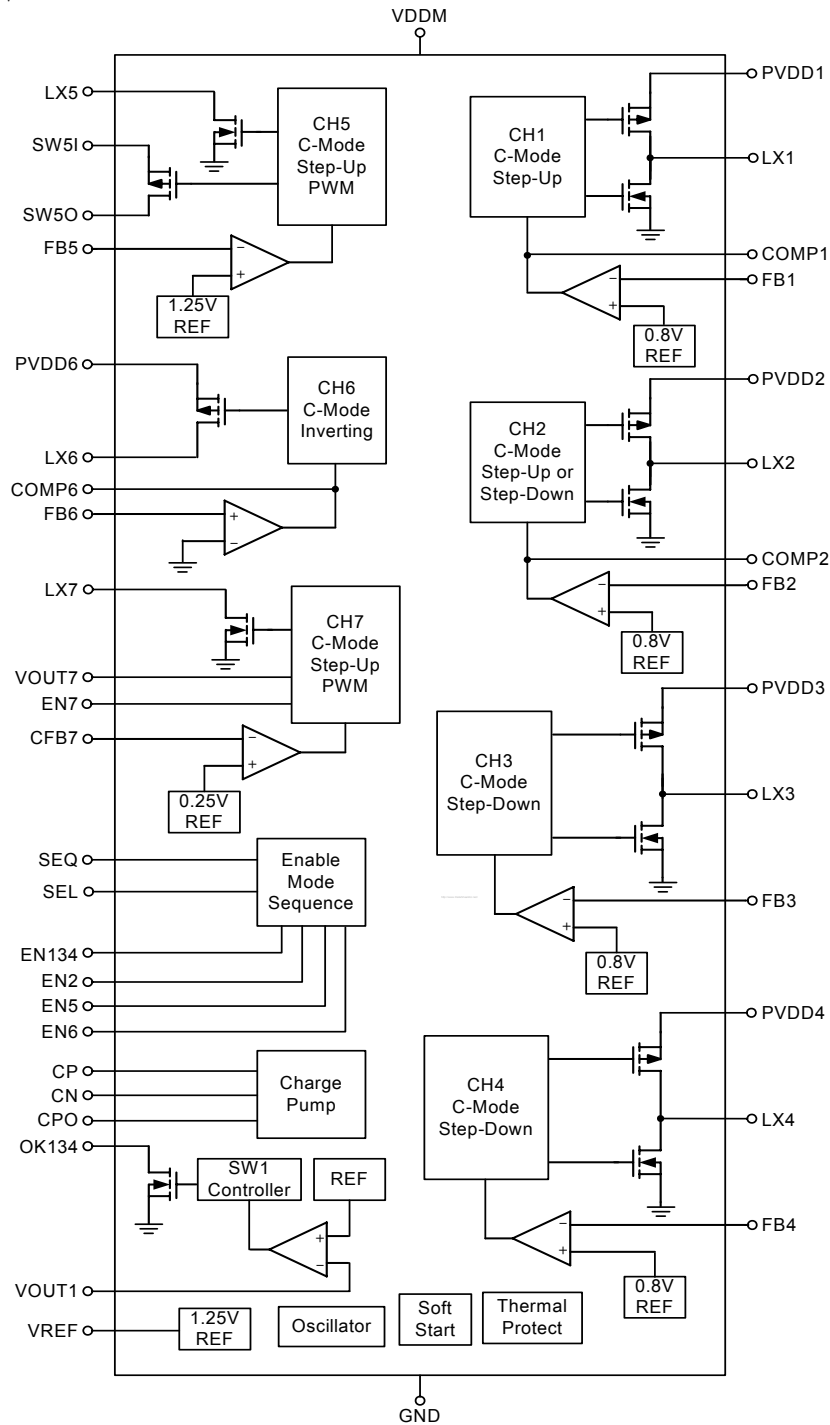 VDDM
LX5
SW5I
SW5O
FB5
CH5
C-Mode
Step-Up
PWM
−
+
1.25V
REF
PVDD6
LX6
COMP6
FB6
CH6
C-Mode
Inverting
+
−
LX7
VOUT7
EN7
CFB7
CH7
C-Mode
Step-Up
PWM
−
+
0.25V
REF
SEQ
SEL
EN134
EN2
EN5
EN6
Enable
Mode
Sequence
CP
CN
CPO
Charge
Pump
OK134
SW1
Controller
REF
+
−
VOUT1
VREF
1.25V
REF
Oscillator
Soft
Start
Thermal
Protect
CH1
C-Mode
Step-Up
PVDD1
LX1
COMP1
FB1
−
+
0.8V
REF
CH2
C-Mode
Step-Up or
Step-Down
PVDD2
LX2
COMP2
FB2
−
+
0.8V
REF
CH3
C-Mode
Step-Down
PVDD3
LX3
FB3
−
+
0.8V
REF
CH4
C-Mode
Step-Down
PVDD4
LX4
FB4
−
+
0.8V
REF
GND